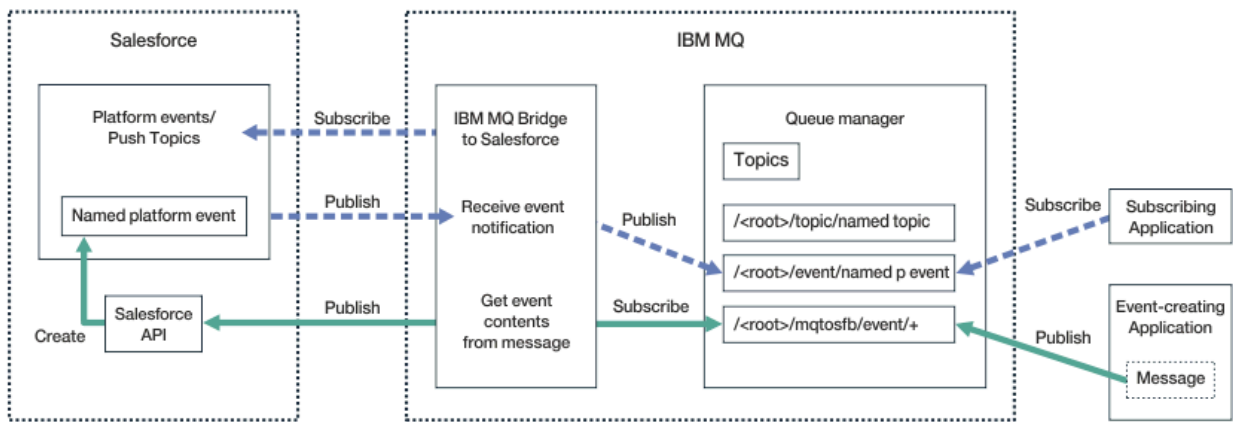 Salesforce
IBM MQ
Platform events/
Push Topics
Subscribe
IBM MQ Bridge
to Salesforce
Queue manager
Topics
Named platform event
Publish
Receive event
notification
Publish
/<root>/topic/named topic
Subscribe
Subscribing
Application
/<root>/event/named p event
Create
Salesforce
API
Publish
Get event
contents
from message
Subscribe
/<root>/mqtosfb/event/+
Publish
Event-creating
Application
Message